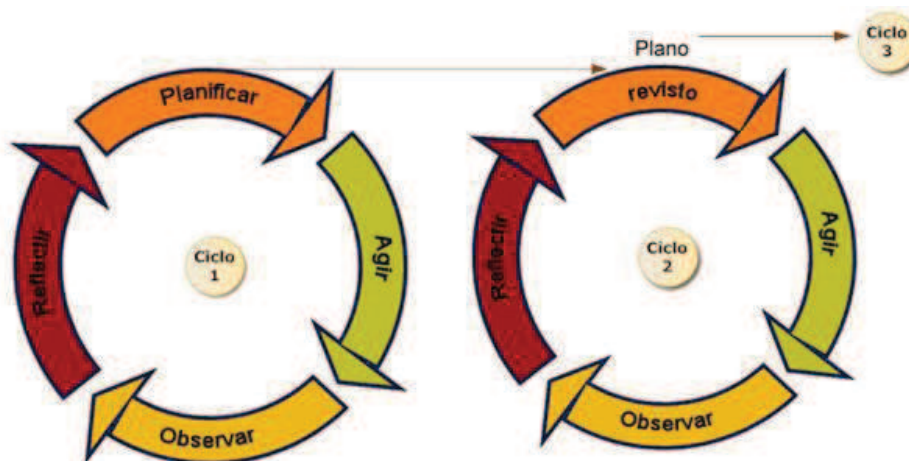 Planificar
Agir
Observar
Reflectir
Ciclo
1
Plano
revisto
Agir
Observar
Reflectir
Ciclo
2
Ciclo
3